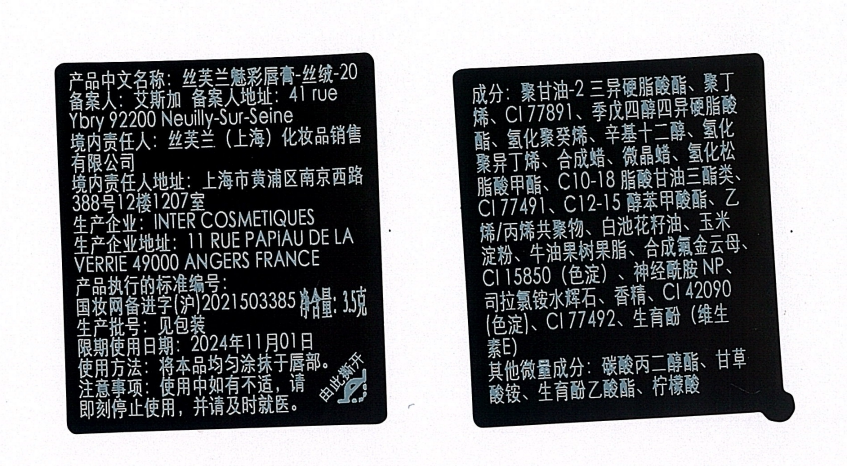 产品中文名称：丝芙兰魅彩唇膏-丝绒-20
备案人：艾斯加 备案人地址：41 rue
Ybry 92200 Neuilly-Sur-Seine
境内责任人：丝芙兰（上海）化妆品销售
有限公司
境内责任人地址：上海市黄浦区南京西路
388号12楼1207室
生产企业：INTER COSMETIQUES
生产企业地址：11 RUE PAPIAU DE LA
VERRIE 49000 ANGERS FRANCE
产品执行的标准编号：
国妆网备进字(沪)2021503385 净含量：3.5克
生产批号：见包装
限期使用日期：2024年11月01日
使用方法：将本品均匀涂抹于唇部。
注意事项：使用中如有不适，请
即刻停止使用，并请及时就医。
由此撕开
成分：聚甘油-2 三异硬脂酸酯、聚丁
烯、CI 77891、季戊四醇四异硬脂酸
酯、氢化聚癸烯、辛基十二醇、氢化
聚异丁烯、合成蜡、微晶蜡、氢化松
脂酸甲酯、C10-18 脂酸甘油三酯类、
CI 77491、C12-15 醇苯甲酸酯、乙
烯/丙烯共聚物、白池花籽油、玉米
淀粉、牛油果树果脂、合成氟金云母、
CI 15850（色淀）、神经酰胺 NP、
司拉氯铵水辉石、香精、CI 42090
(色淀)、CI 77492、生育酚（维生
素E）
其他微量成分：碳酸丙二醇酯、甘草
酸铵、生育酚乙酸酯、柠檬酸